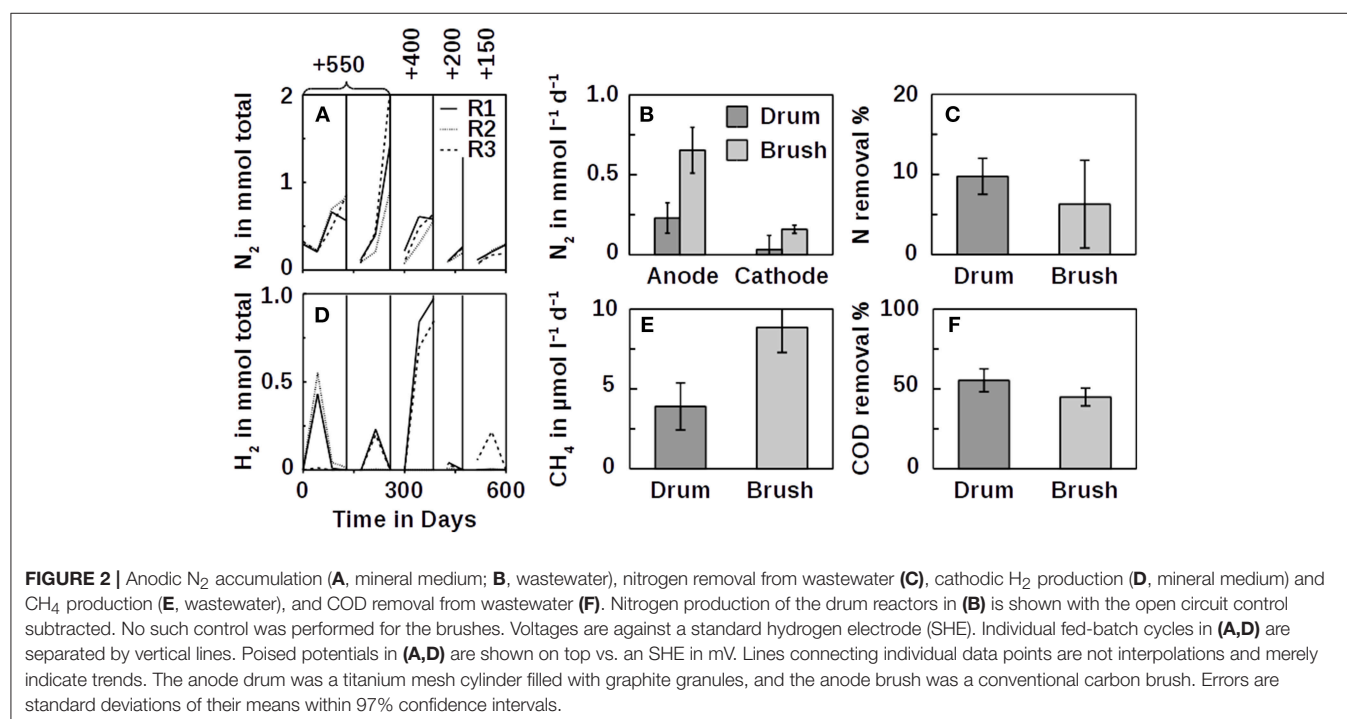 +550
+400
+200
+150
N2 in mmol total
2
1
0
A
R1
R2
R3
N2 in mmol l−1 d−1
1.0
0.5
0
B
Drum
Brush
Anode Cathode
N removal %
20
10
0
C
Drum Brush
H2 in mmol total
1.0
0.5
0
D
0 300 600
Time in Days
CH4 in µmol l−1 d−1
10
5
0
E
Drum Brush
COD removal %
100
50
0
F
Drum Brush
FIGURE 2 | Anodic N2 accumulation (A, mineral medium; B, wastewater), nitrogen removal from wastewater (C), cathodic H2 production (D, mineral medium) and
CH4 production (E, wastewater), and COD removal from wastewater (F). Nitrogen production of the drum reactors in (B) is shown with the open circuit control
subtracted. No such control was performed for the brushes. Voltages are against a standard hydrogen electrode (SHE). Individual fed-batch cycles in (A,D) are
separated by vertical lines. Poised potentials in (A,D) are shown on top vs. an SHE in mV. Lines connecting individual data points are not interpolations and merely
indicate trends. The anode drum was a titanium mesh cylinder filled with graphite granules, and the anode brush was a conventional carbon brush. Errors are
standard deviations of their means within 97% confidence intervals.